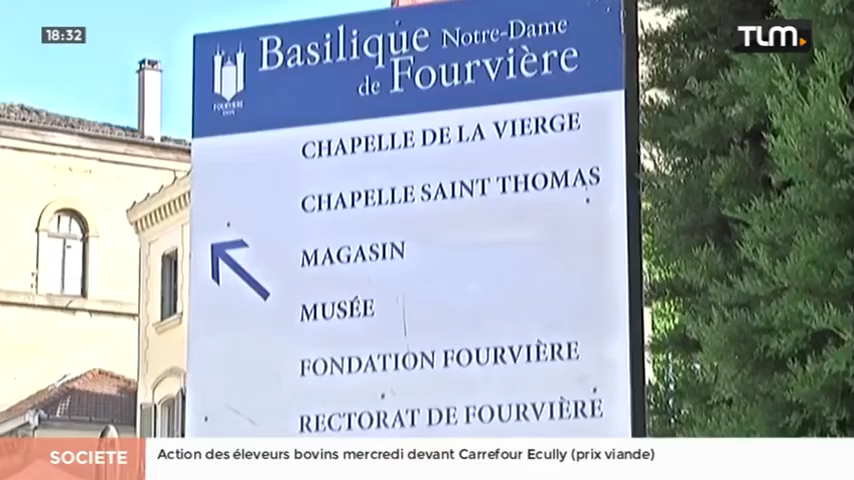 18:32
TLM
Basilique Notre-Dame
de Fourvière
FOURVIÈRE
CHAPELLE DE LA VIERGE
CHAPELLE SAINT THOMAS
MAGASIN
MUSÉE
FONDATION FOURVIÈRE
RECTORAT DE FOURVIÈRE
SOCIETE
Action des éleveurs bovins mercredi devant Carrefour Ecully (prix viande)